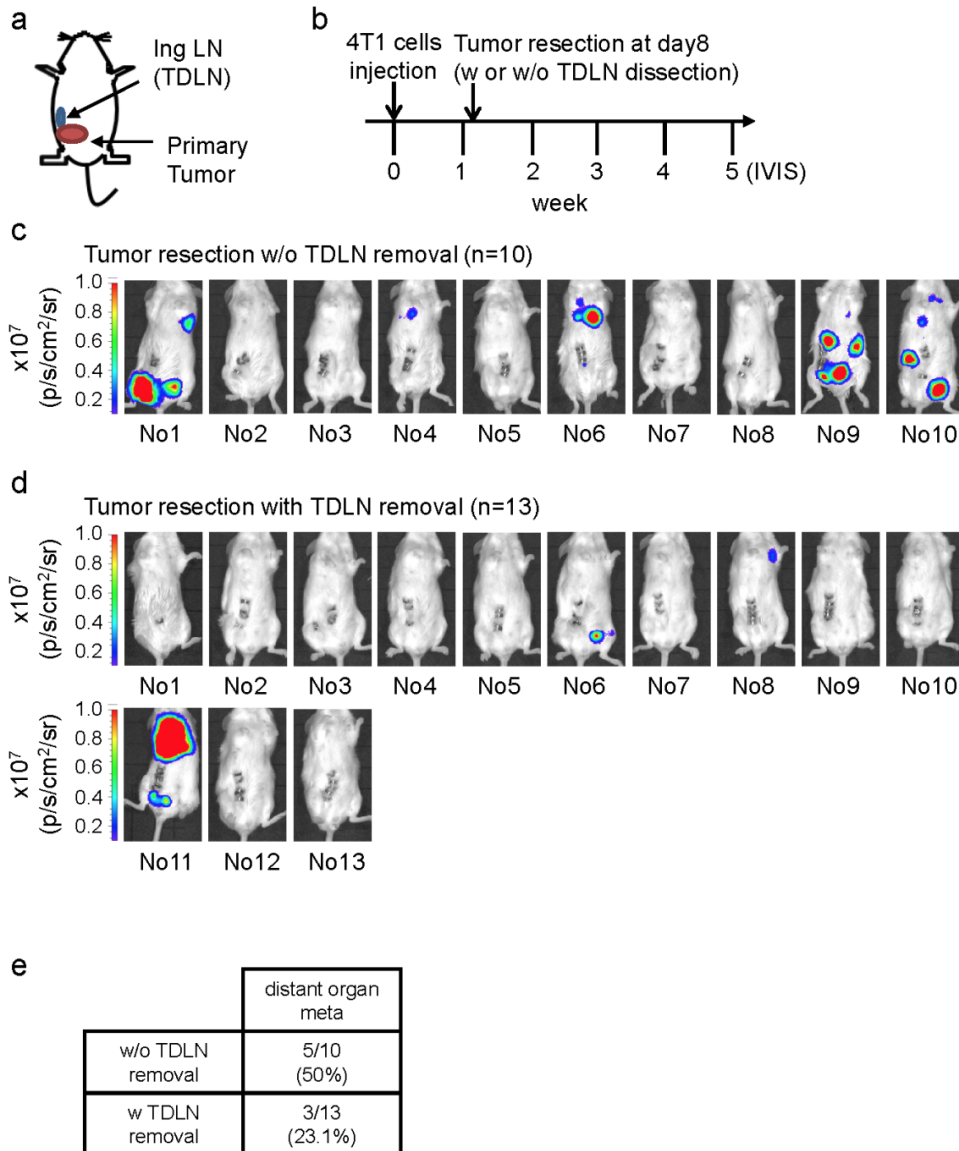 a
Ing LN
(TDLN)
Primary
Tumor
b
4T1 cells
injection
Tumor resection at day8
(w or w/o TDLN dissection)
0 1 2 3 4 5 (IVIS)
week
c
Tumor resection w/o TDLN removal (n=10)
x10⁷
(p/s/cm²/sr)
1.0
0.8
0.6
0.4
0.2
No1 No2 No3 No4 No5 No6 No7 No8 No9 No10
d
Tumor resection with TDLN removal (n=13)
x10⁷
(p/s/cm²/sr)
1.0
0.8
0.6
0.4
0.2
No1 No2 No3 No4 No5 No6 No7 No8 No9 No10
x10⁷
(p/s/cm²/sr)
1.0
0.8
0.6
0.4
0.2
No11 No12 No13
e
distant organ
meta
w/o TDLN
removal
5/10
(50%)
w TDLN
removal
3/13
(23.1%)